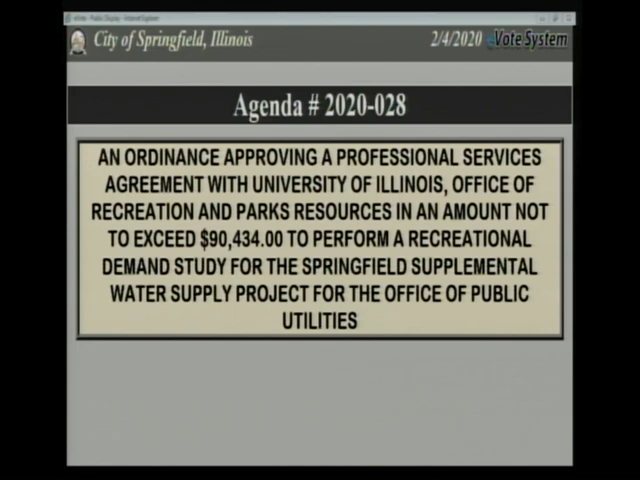 City of Springfield, Illinois 2/4/2020 eVote System
Agenda # 2020-028
AN ORDINANCE APPROVING A PROFESSIONAL SERVICES
AGREEMENT WITH UNIVERSITY OF ILLINOIS, OFFICE OF
RECREATION AND PARKS RESOURCES IN AN AMOUNT NOT
TO EXCEED $90,434.00 TO PERFORM A RECREATIONAL
DEMAND STUDY FOR THE SPRINGFIELD SUPPLEMENTAL
WATER SUPPLY PROJECT FOR THE OFFICE OF PUBLIC
UTILITIES